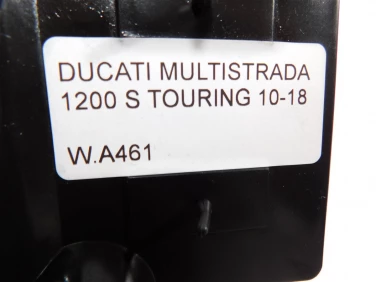 DUCATI MULTISTRADA
1200 S TOURING 10-18
W.A461